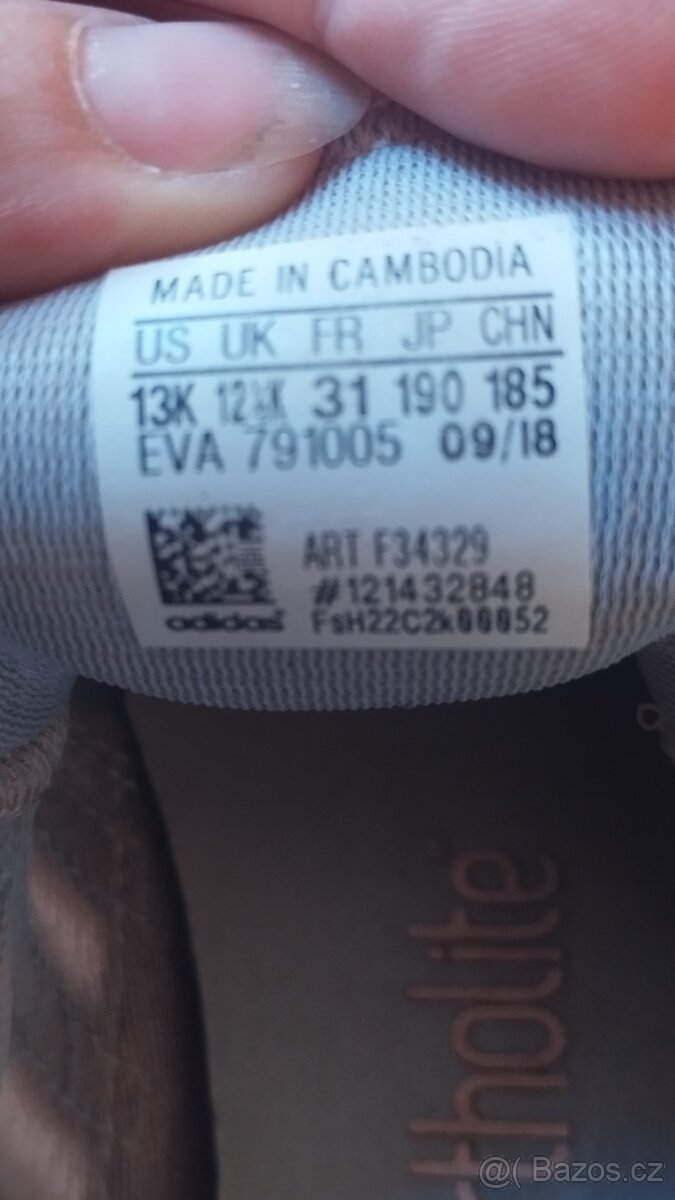 MADE IN CAMBODIA
US UK FR JP CHN
13K 12½K 31 190 185
EVA 791005 09/18
ART F34329
#121432848
adidas FsH22C2k00052
tholite
@( Bazos.cz